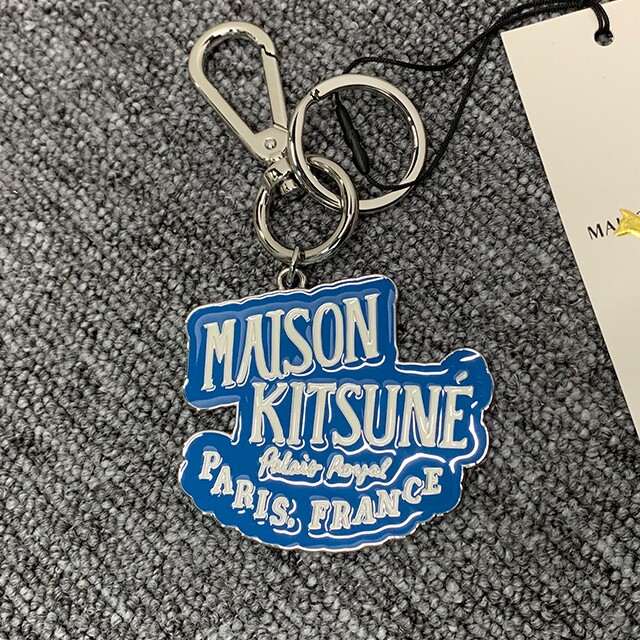 MAISON
KITSUNÉ
Palais Royal
PARIS, FRANCE